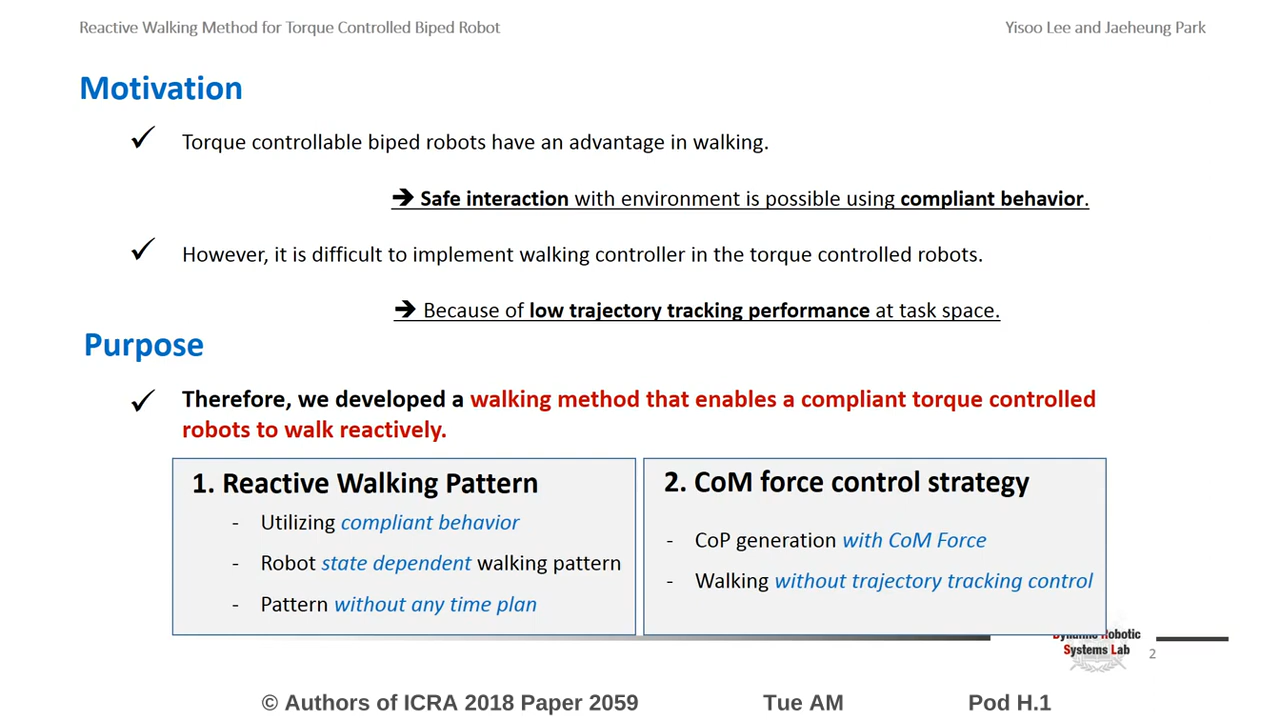 Reactive Walking Method for Torque Controlled Biped Robot
Yisoo Lee and Jaeheung Park
Motivation
✓ Torque controllable biped robots have an advantage in walking.
➔ Safe interaction with environment is possible using compliant behavior.
✓ However, it is difficult to implement walking controller in the torque controlled robots.
➔ Because of low trajectory tracking performance at task space.
Purpose
✓ Therefore, we developed a walking method that enables a compliant torque controlled
robots to walk reactively.
1. Reactive Walking Pattern
- Utilizing compliant behavior
- Robot state dependent walking pattern
- Pattern without any time plan
2. CoM force control strategy
- CoP generation with CoM Force
- Walking without trajectory tracking control
Dynamic Robotic
Systems Lab
2
© Authors of ICRA 2018 Paper 2059
Tue AM
Pod H.1